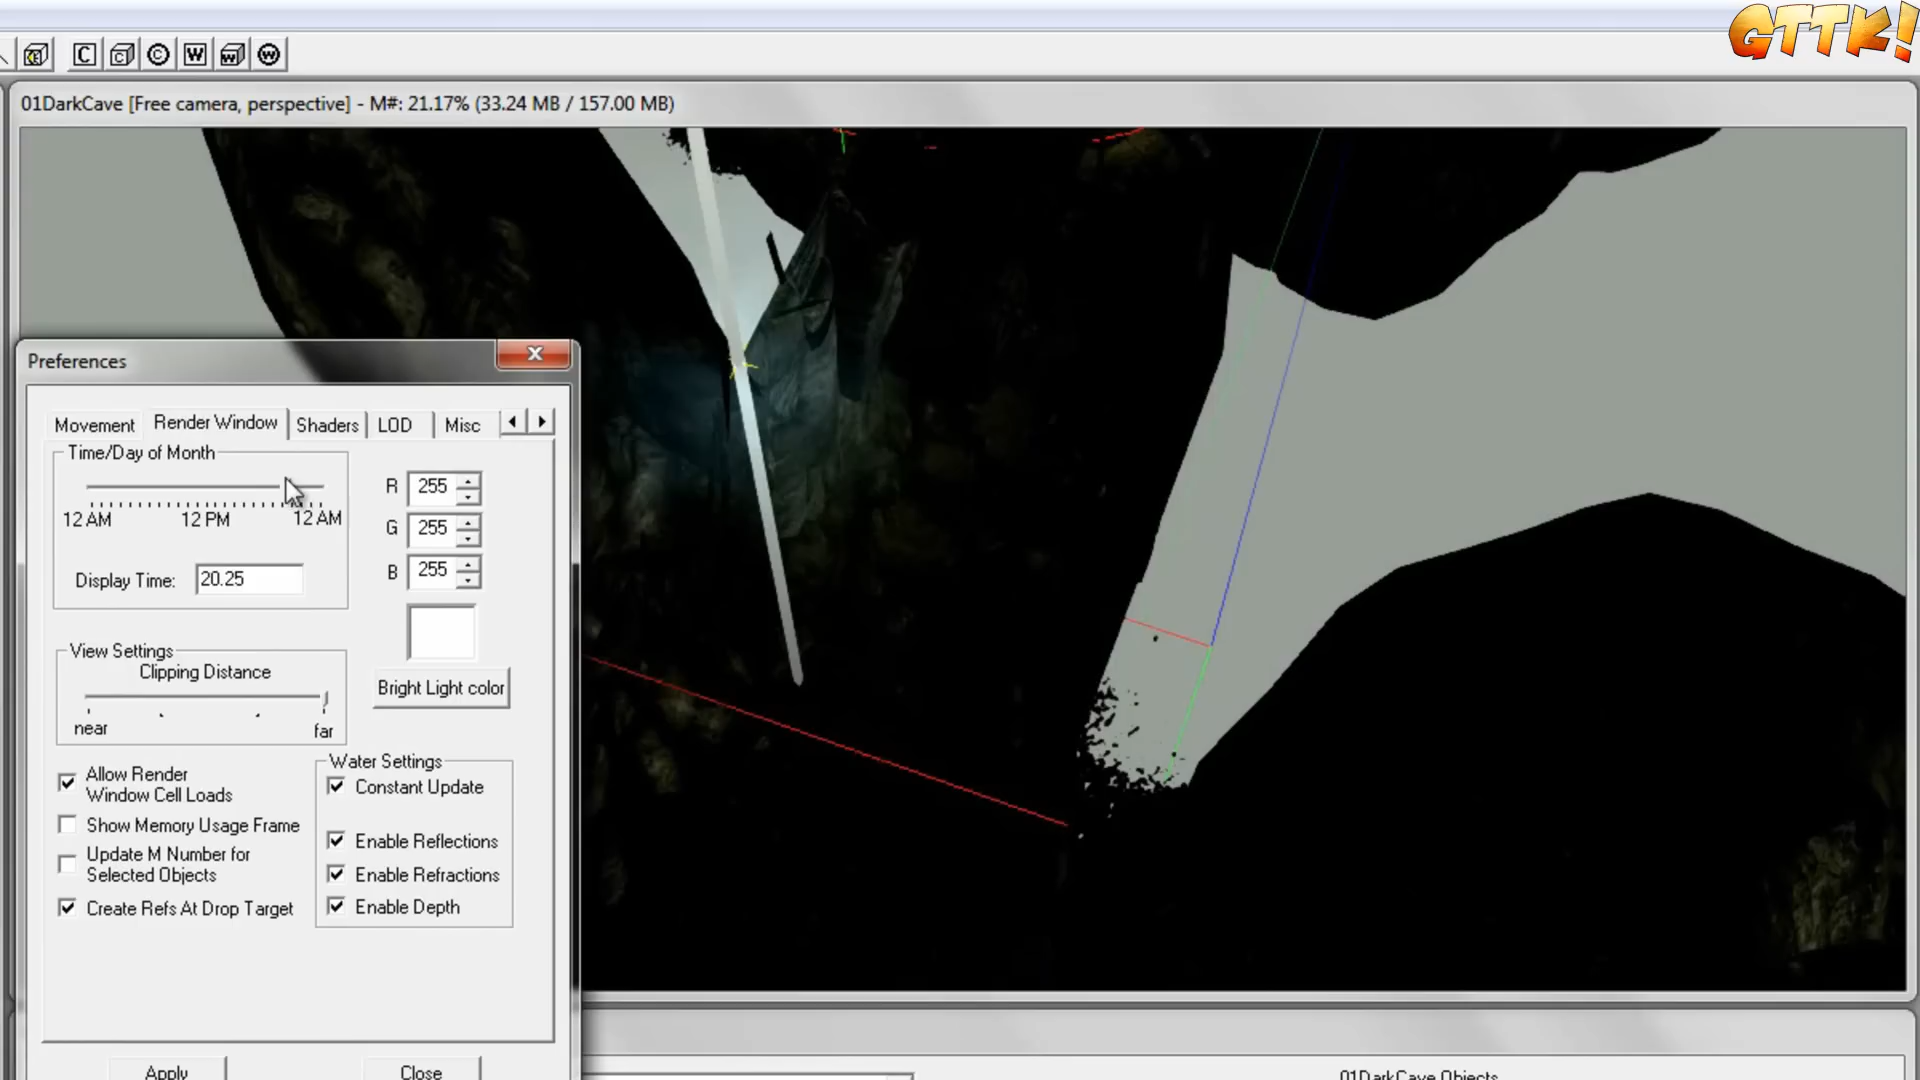 GTTK!
C C C W W W
01DarkCave [Free camera, perspective] - M#: 21.17% (33.24 MB / 157.00 MB)
Preferences
Movement Render Window Shaders LOD Misc
Time/Day of Month
12 AM 12 PM 12 AM
Display Time: 20.25
R 255
G 255
B 255
Bright Light color
View Settings
Clipping Distance
near far
Allow Render
Window Cell Loads
Show Memory Usage Frame
Update M Number for
Selected Objects
Create Refs At Drop Target
Water Settings
Constant Update
Enable Reflections
Enable Refractions
Enable Depth
Apply Close
01DarkCave Objects